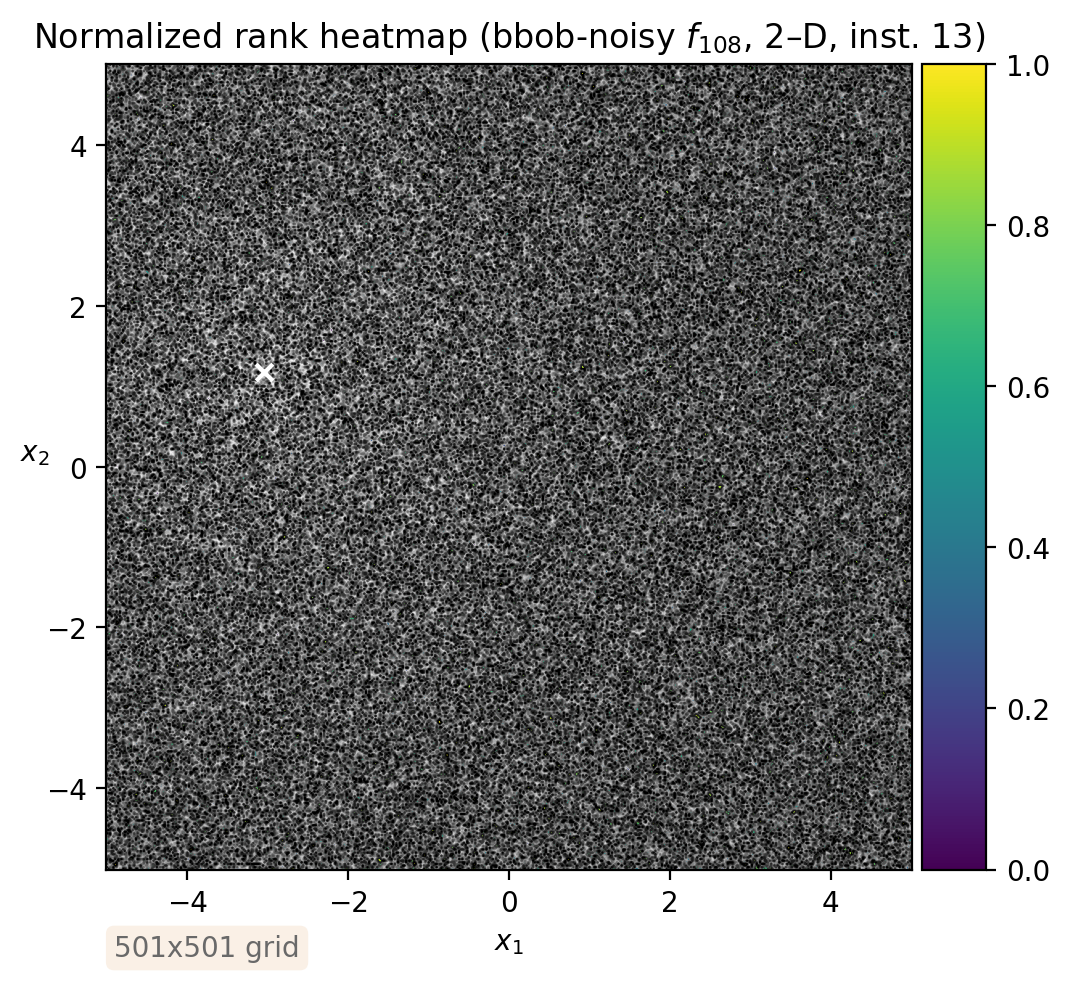 Normalized rank heatmap (bbob-noisy f₁₀₈, 2–D, inst. 13)
1.0
0.8
0.6
0.4
0.2
0.0
4
2
0
−2
−4
x₂
−4 −2 0 2 4
x₁
501x501 grid